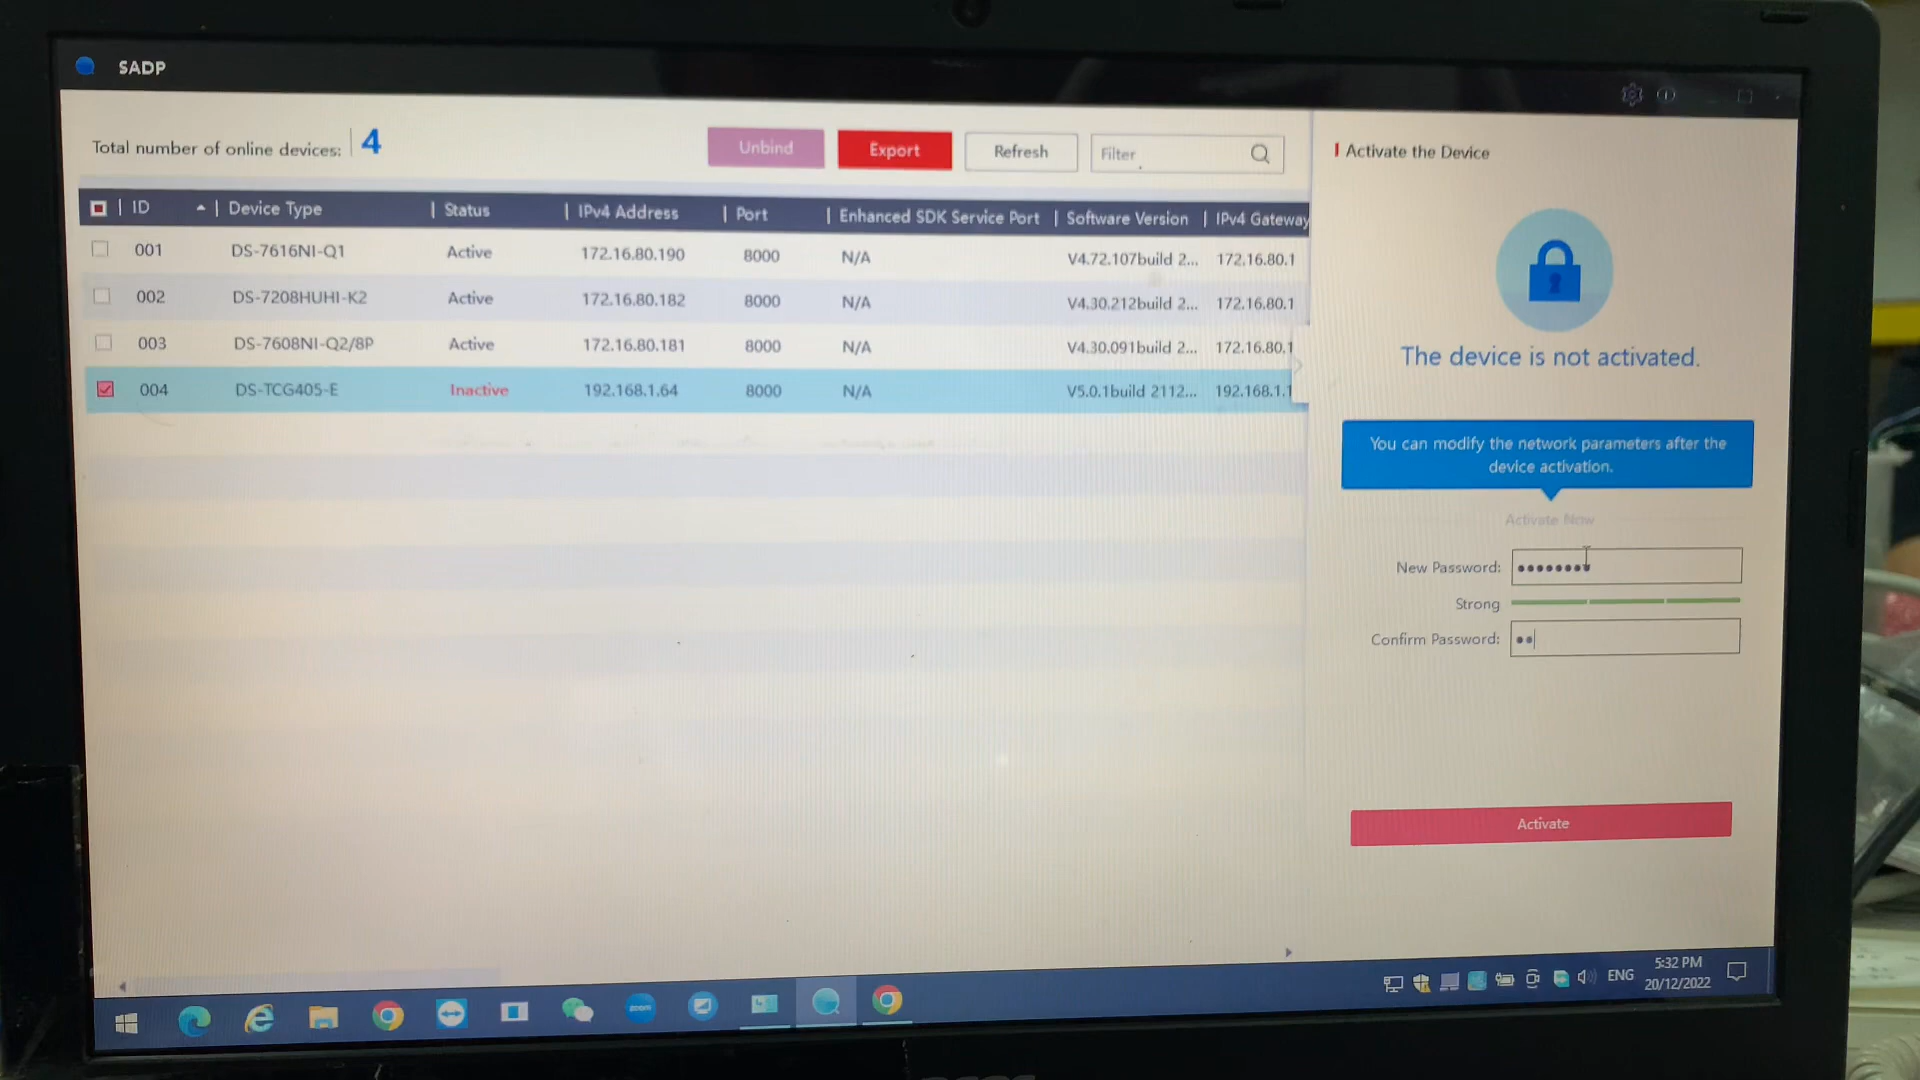 SADP
Total number of online devices: 4
Unbind
Export
Refresh
Filter
ID Device Type Status IPv4 Address Port Enhanced SDK Service Port Software Version IPv4 Gateway
001 DS-7616NI-Q1 Active 172.16.80.190 8000 N/A V4.72.107build 2... 172.16.80.1
002 DS-7208HUHI-K2 Active 172.16.80.182 8000 N/A V4.30.212build 2... 172.16.80.1
003 DS-7608NI-Q2/8P Active 172.16.80.181 8000 N/A V4.30.091build 2... 172.16.80.1
004 DS-TCG405-E Inactive 192.168.1.64 8000 N/A V5.0.1build 2112... 192.168.1.1
Activate the Device
The device is not activated.
You can modify the network parameters after the
device activation.
Activate Now
New Password: ••••••••
Strong
Confirm Password: ••
Activate
zoom
ENG
5:32 PM
20/12/2022